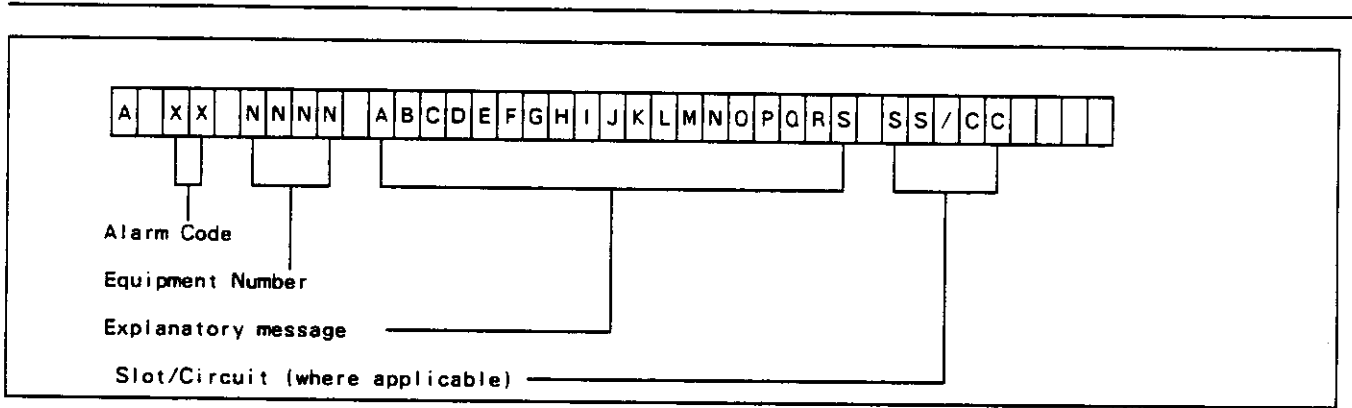 A XX NNNN ABCDEFGHIJKLMNOPQRS SS/CC
Alarm Code
Equipment Number
Explanatory message
Slot/Circuit (where applicable)